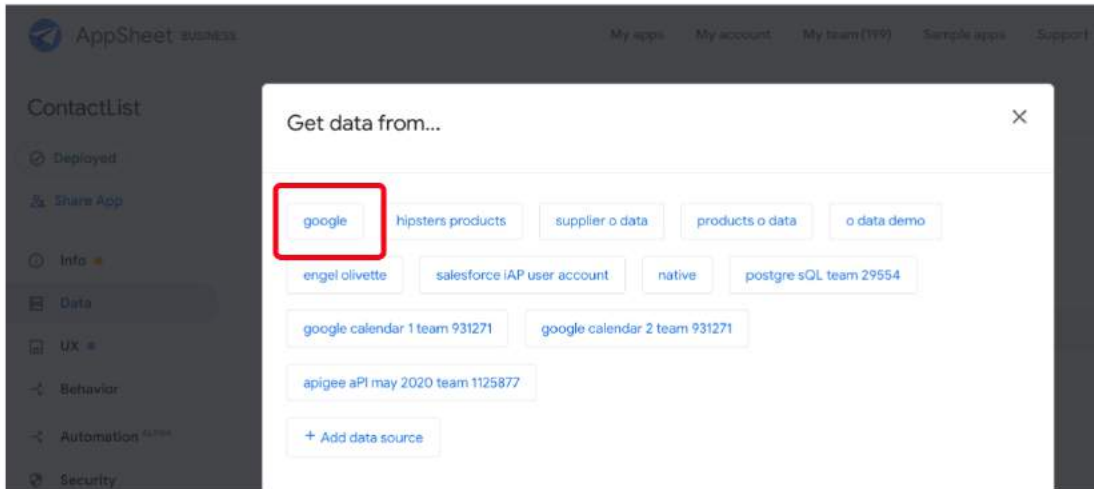 AppSheet BUSINESS My apps My account My team (199) Sample apps Support
ContactList
Deployed
Share App
Info
Data
UX
Behavior
Automation ALPHA
Security
Get data from...
google hipsters products supplier o data products o data o data demo
engel olivette salesforce iAP user account native postgre sQL team 29554
google calendar 1 team 931271 google calendar 2 team 931271
apigee aPI may 2020 team 1125877
+ Add data source